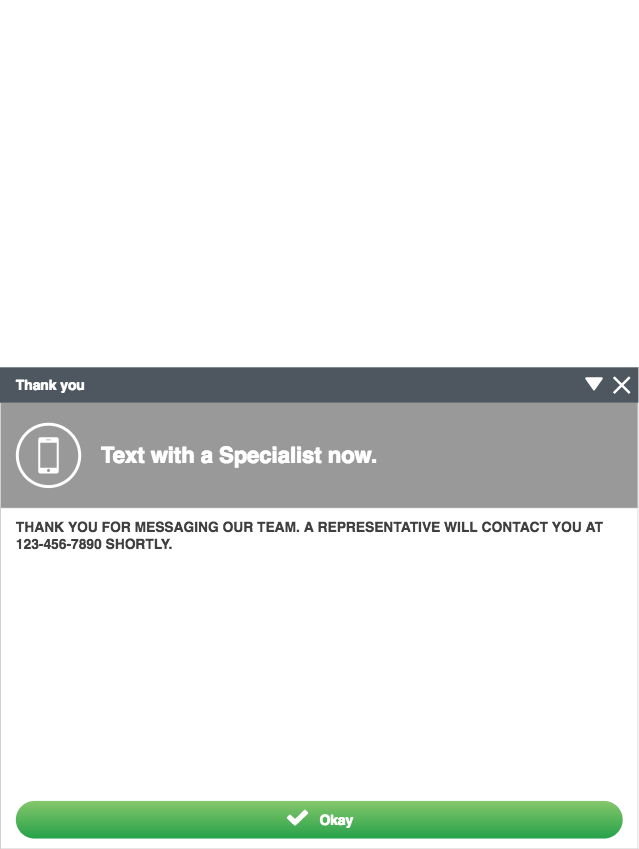 Thank you
Text with a Specialist now.
THANK YOU FOR MESSAGING OUR TEAM. A REPRESENTATIVE WILL CONTACT YOU AT
123-456-7890 SHORTLY.
Okay